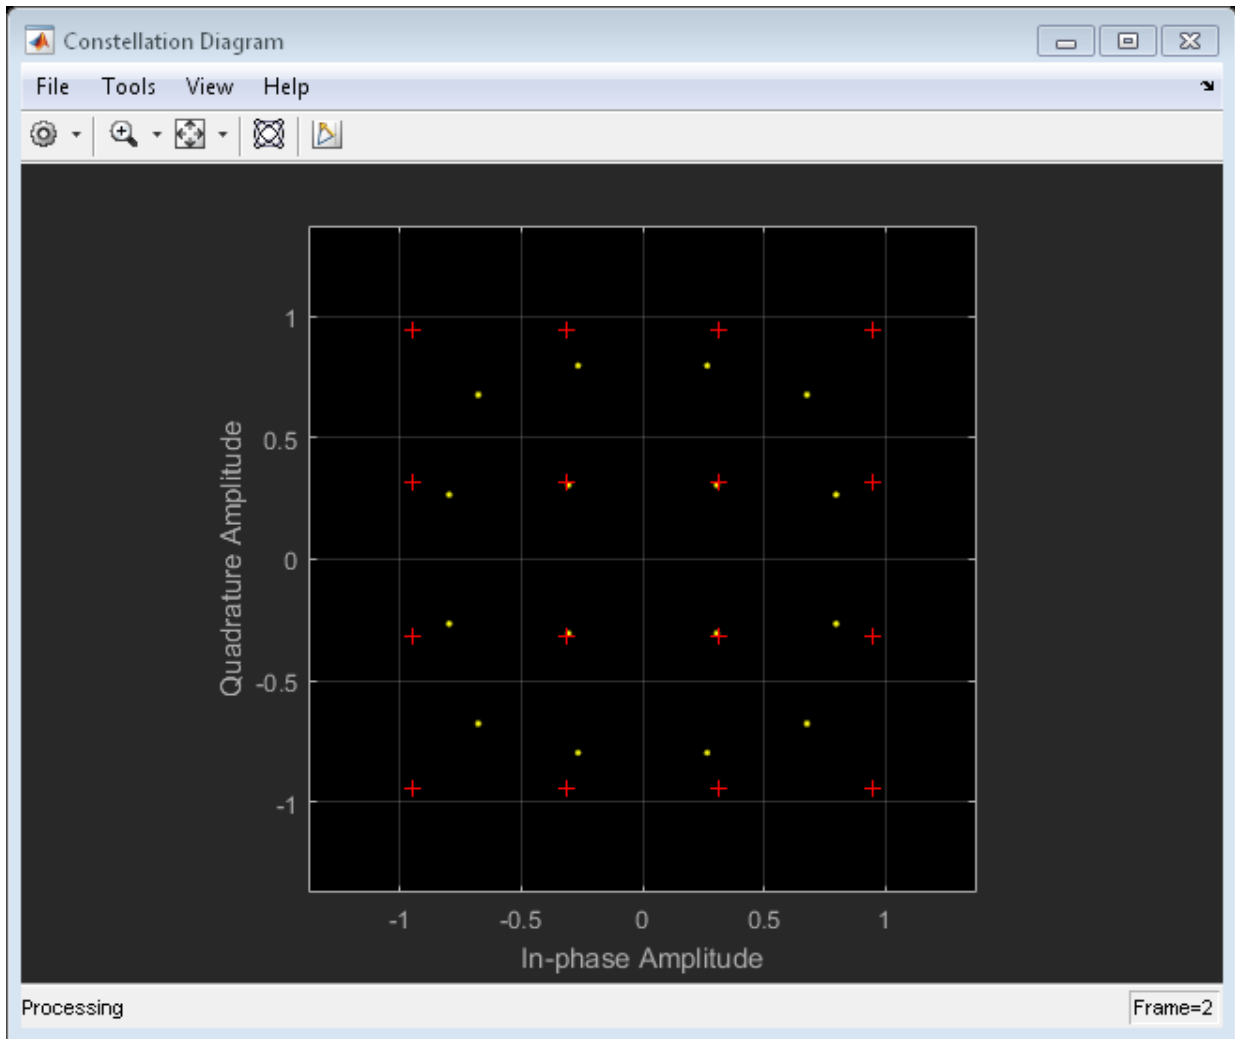 Constellation Diagram
File Tools View Help
1
0.5
0
-0.5
-1
Quadrature Amplitude
-1 -0.5 0 0.5 1
In-phase Amplitude
Processing Frame=2